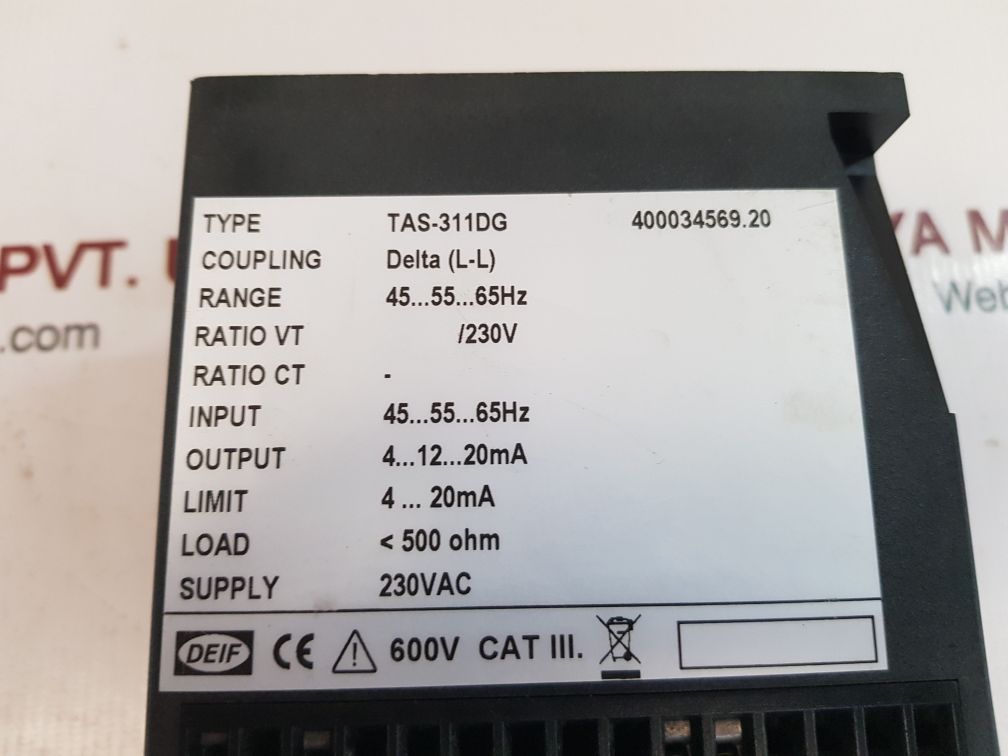 TYPE TAS-311DG 400034569.20
COUPLING Delta (L-L)
RANGE 45...55...65Hz
RATIO VT /230V
RATIO CT -
INPUT 45...55...65Hz
OUTPUT 4...12...20mA
LIMIT 4 ... 20mA
LOAD < 500 ohm
SUPPLY 230VAC
DEIF CE 600V CAT III.
PVT.
.com
YA M
Web